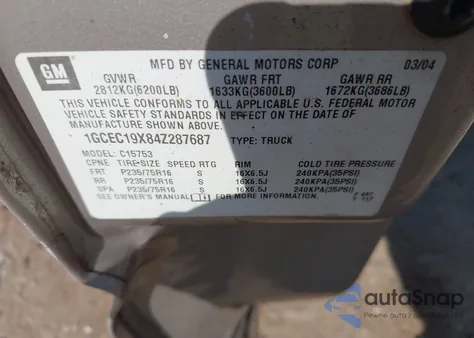 GM
MFD BY GENERAL MOTORS CORP 03/04
GVWR GAWR FRT GAWR RR
2812KG(6200LB) 1633KG(3600LB) 1672KG(3686LB)
THIS VEHICLE CONFORMS TO ALL APPLICABLE U.S. FEDERAL MOTOR
VEHICLE SAFETY STANDARDS IN EFFECT ON THE DATE OF
MANUFACTURE SHOWN ABOVE.
1GCEC19X84Z287687 TYPE: TRUCK
MODEL: C15753
CPNT TIRE-SIZE SPEED RTG RIM COLD TIRE PRESSURE
FRT P235/75R16 S 16X6.5J 240KPA(35PSI)
RR P235/75R16 S 16X6.5J 240KPA(35PSI)
SPA P235/75R16 S 16X6.5J 240KPA(35PSI)
SEE OWNER'S MANUAL FOR MORE INFORMATION.
autoSnap